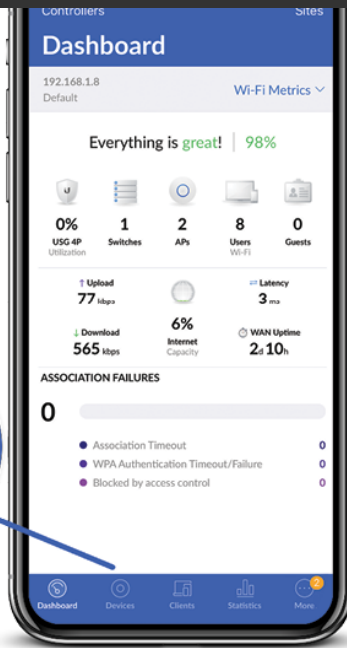 Controllers Sites
Dashboard
192.168.1.8
Default
Wi-Fi Metrics
Everything is great! 98%
0% 1 2 8 0
USG 4P Switches APs Users Guests
Utilization Wi-Fi
↑ Upload Latency
77 kbps 3 ms
6%
↓ Download Internet WAN Uptime
565 kbps Capacity 2d 10h
ASSOCIATION FAILURES
0
Association Timeout 0
WPA Authentication Timeout/Failure 0
Blocked by access control 0
2
Dashboard Devices Clients Statistics More